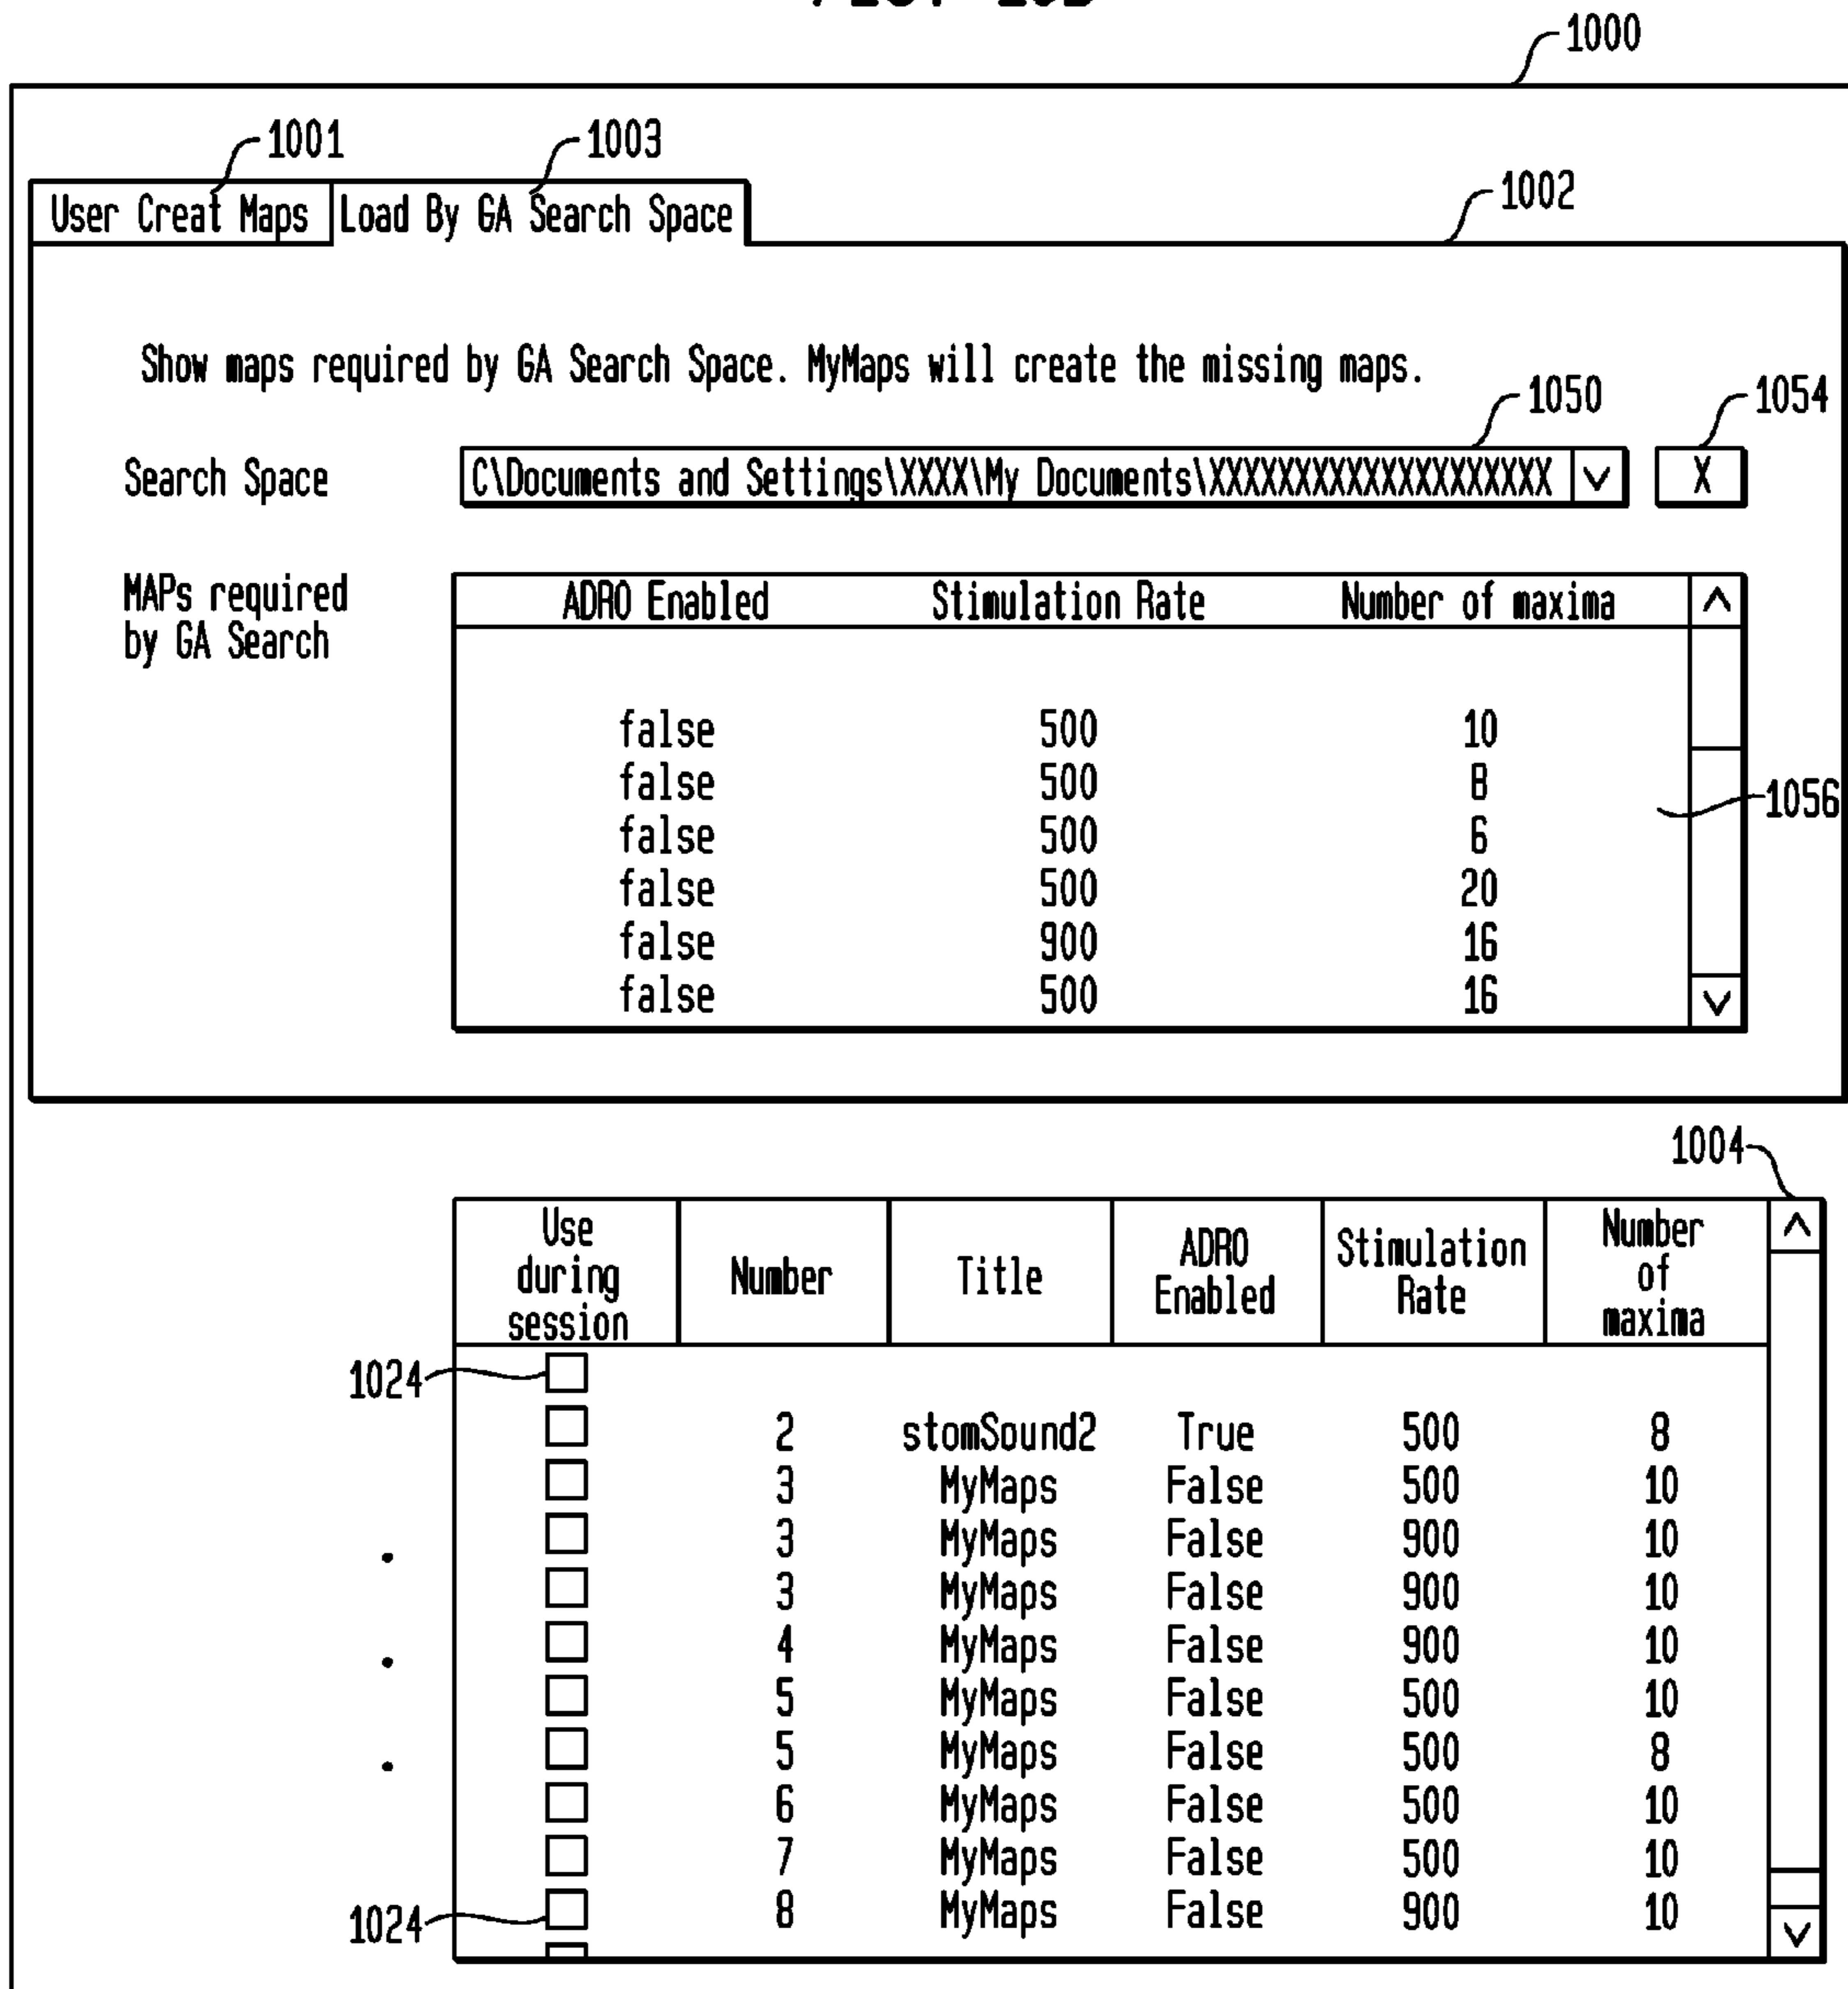 1000
1001
1003
1002
User Creat Maps
Load By GA Search Space
Show maps required by GA Search Space. MyMaps will create the missing maps.
1050
1054
Search Space
C\Documents and Settings\XXXX\My Documents\XXXXXXXXXXXXXXXXXXX
X
MAPs required
by GA Search
ADRO Enabled Stimulation Rate Number of maxima
false 500 10
false 500 8
1056
false 500 6
false 500 20
false 900 16
false 500 16
1004
Use during session Number Title ADRO Enabled Stimulation Rate Number of maxima
1024
2 stomSound2 True 500 8
3 MyMaps False 500 10
3 MyMaps False 900 10
3 MyMaps False 900 10
4 MyMaps False 900 10
5 MyMaps False 500 10
5 MyMaps False 500 8
6 MyMaps False 500 10
7 MyMaps False 500 10
8 MyMaps False 900 10
1024